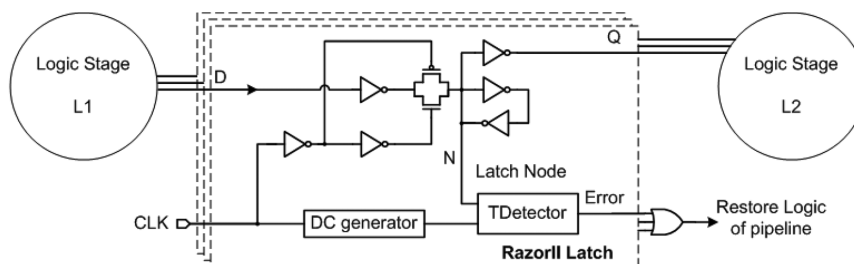 Logic Stage
L1
D
Q
Logic Stage
L2
N
Latch Node
CLK
DC generator
TDetector
Error
RazorII Latch
Restore Logic
of pipeline